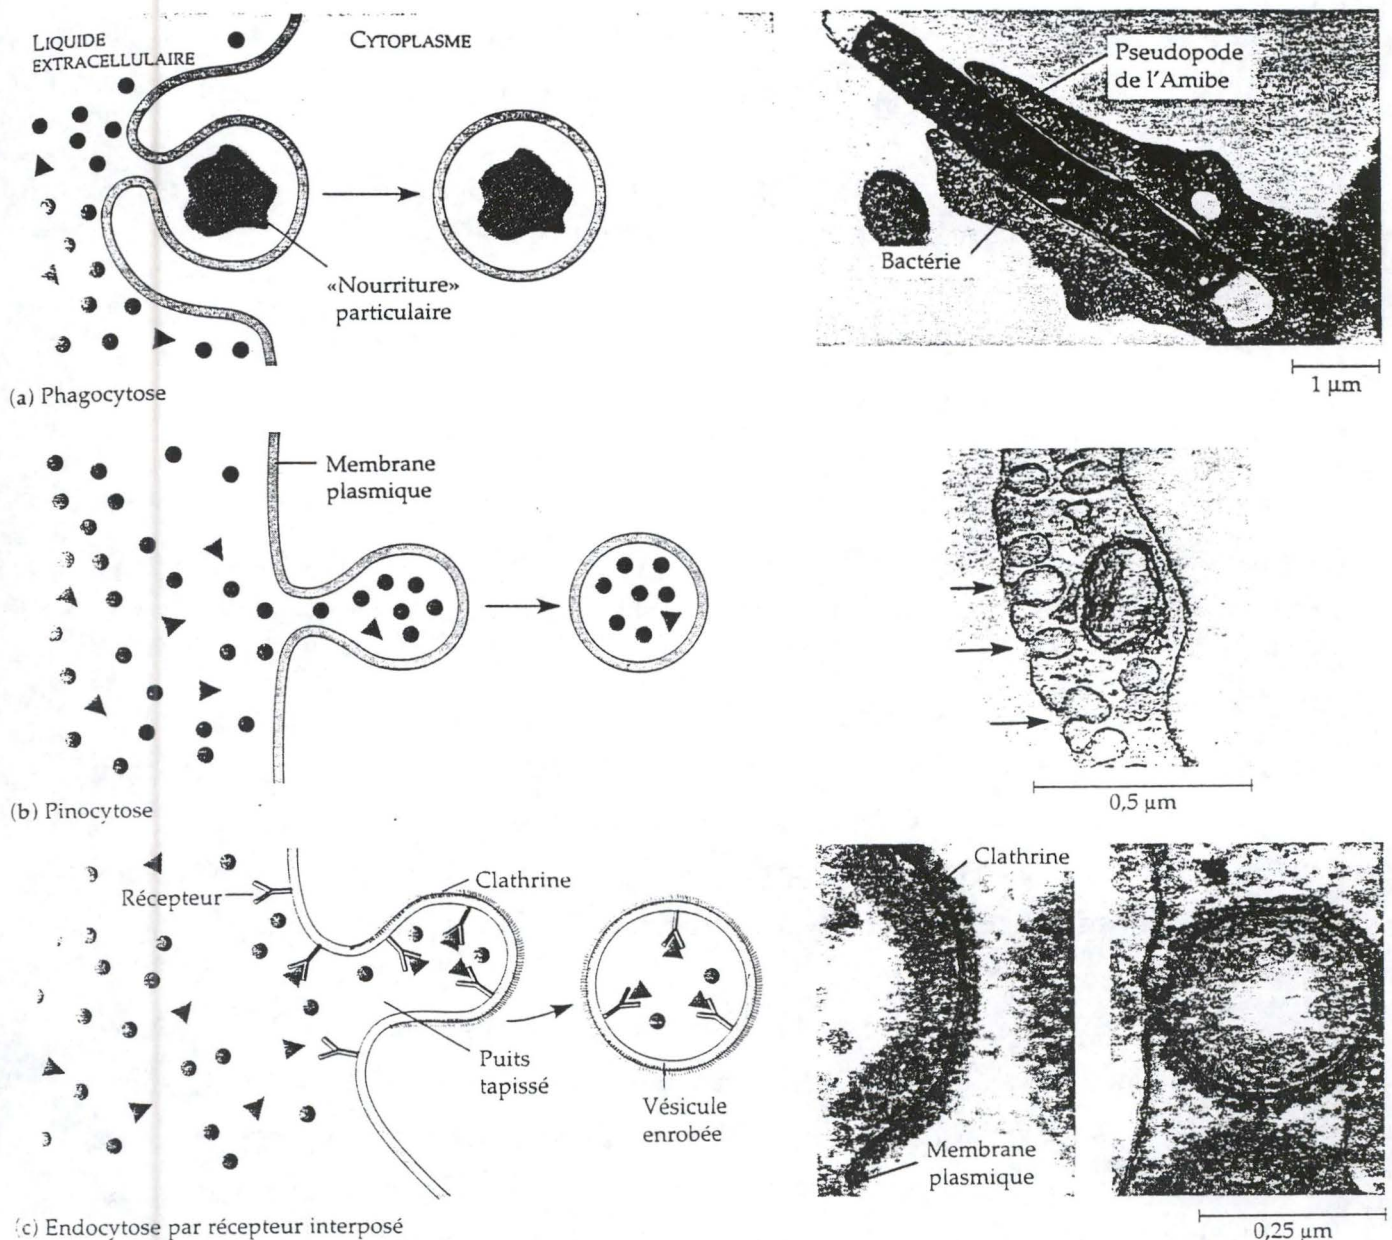 LIQUIDE
EXTRACELLULAIRE
CYTOPLASME
«Nourriture»
particulaire
Pseudopode
de l'Amibe
Bactérie
1 µm
(a) Phagocytose
Membrane
plasmique
0,5 µm
(b) Pinocytose
Récepteur
Clathrine
Puits
tapissé
Vésicule
enrobée
Clathrine
Membrane
plasmique
0,25 µm
(c) Endocytose par récepteur interposé